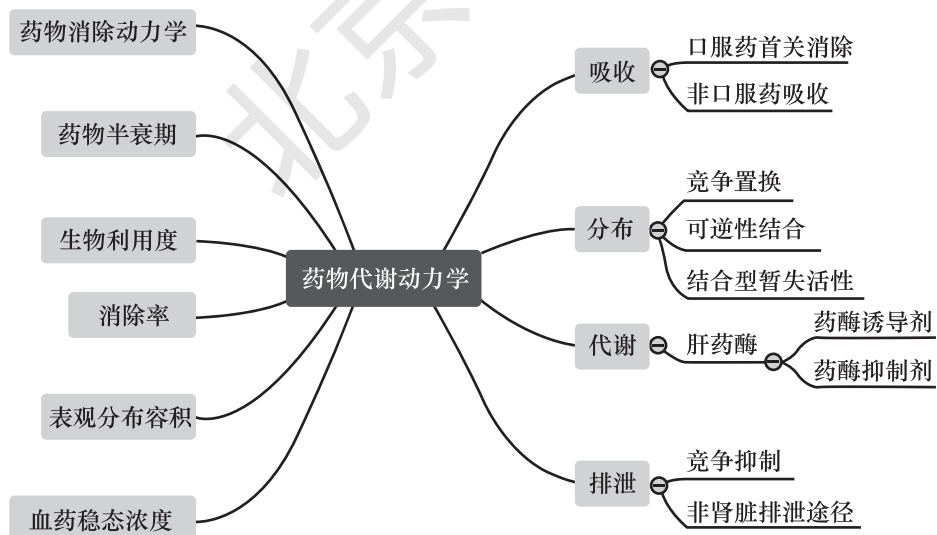 药物消除动力学
药物半衰期
生物利用度
消除率
表观分布容积
血药稳态浓度
药物代谢动力学
吸收
口服药首关消除
非口服药吸收
分布
竞争置换
可逆性结合
结合型暂失活性
代谢
肝药酶
药酶诱导剂
药酶抑制剂
排泄
竞争抑制
非肾脏排泄途径
北京